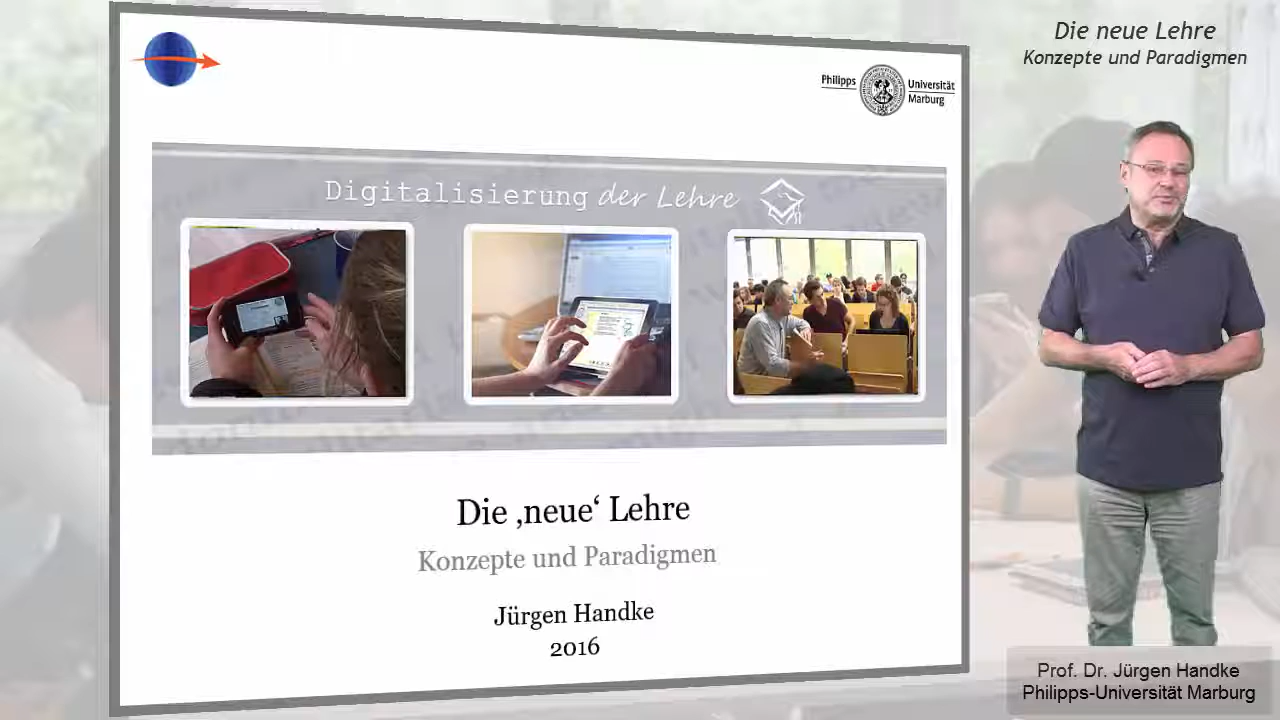 Die neue Lehre
Konzepte und Paradigmen
Philipps
Universität
Marburg
Digitalisierung der Lehre
Die ‚neue‘ Lehre
Konzepte und Paradigmen
Jürgen Handke
2016
Prof. Dr. Jürgen Handke
Philipps-Universität Marburg